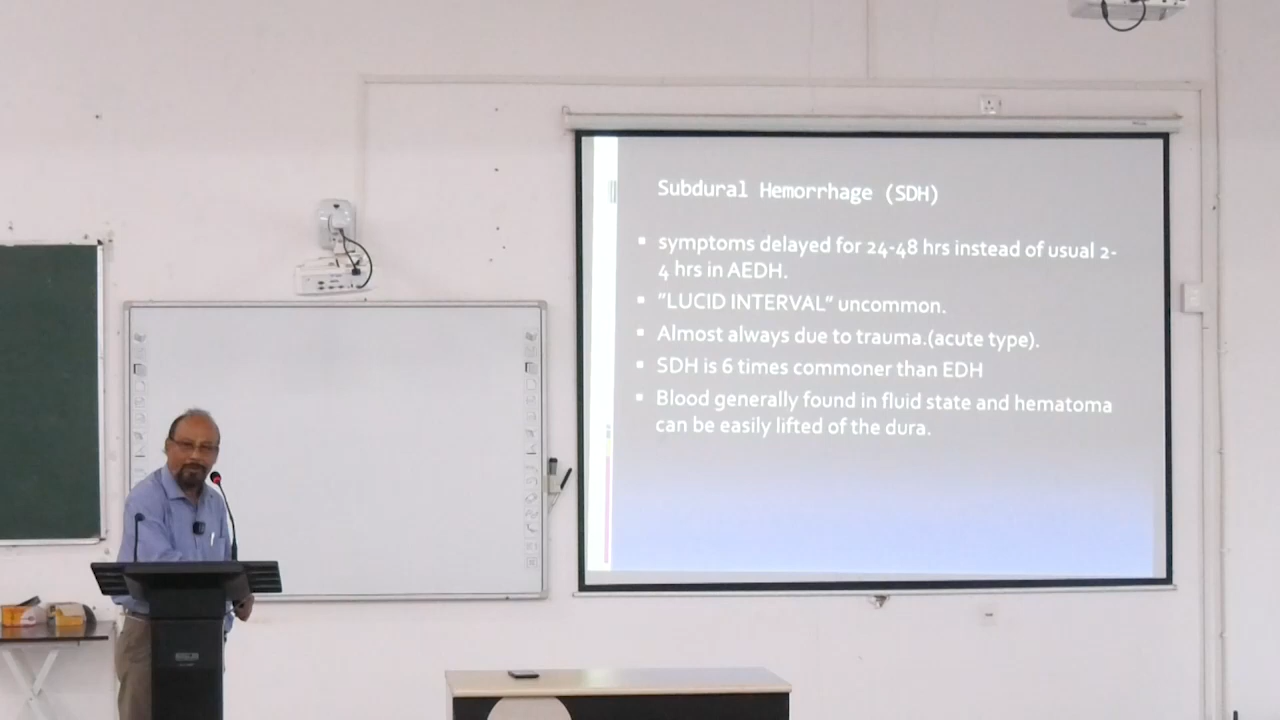 Subdural Hemorrhage (SDH)
▪ symptoms delayed for 24-48 hrs instead of usual 2-
4 hrs in AEDH.
▪ "LUCID INTERVAL" uncommon.
▪ Almost always due to trauma.(acute type).
▪ SDH is 6 times commoner than EDH
▪ Blood generally found in fluid state and hematoma
can be easily lifted of the dura.